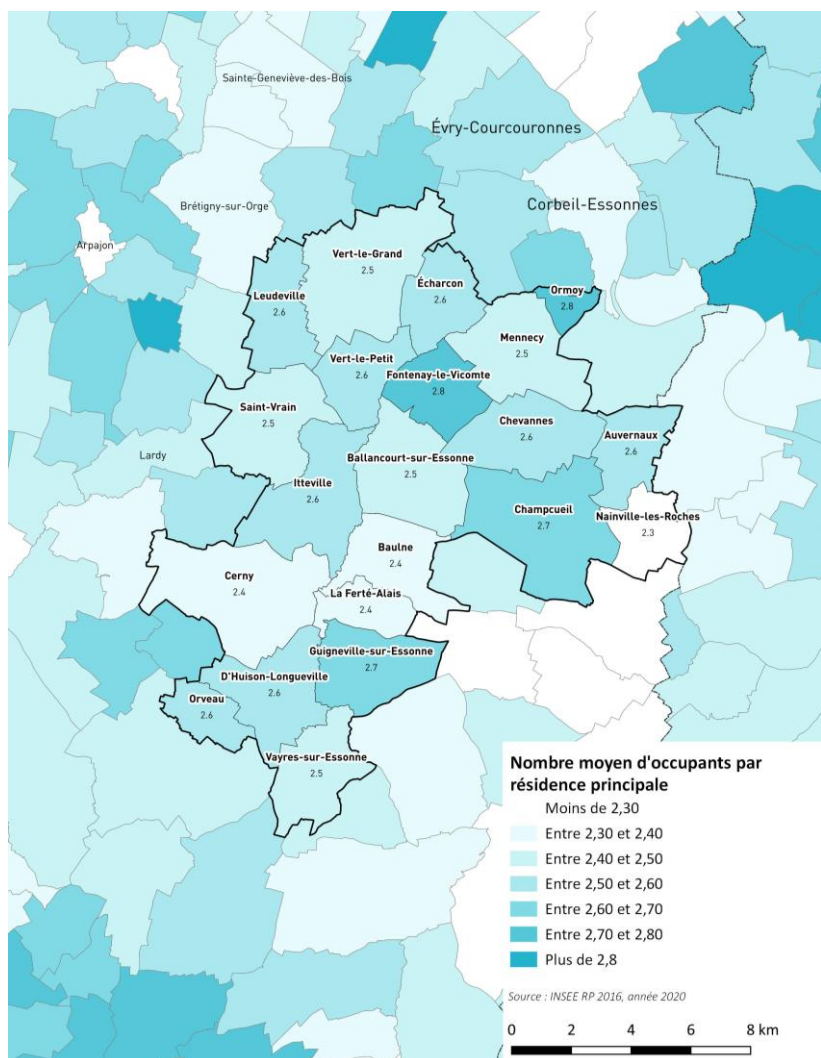 Sainte-Geneviève-des-Bois
Évry-Courcouronnes
Brétigny-sur-Orge
Corbeil-Essonnes
Arpajon
Vert-le-Grand
2.5
Leudeville
2.6
Écharcon
2.6
Ormoy
2.8
Mennecy
2.5
Vert-le-Petit
2.6
Fontenay-le-Vicomte
2.8
Saint-Vrain
2.5
Chevannes
2.6
Auvernaux
2.6
Lardy
Ballancourt-sur-Essonne
2.5
Itteville
2.6
Champcueil
2.7
Nainville-les-Roches
2.3
Baulne
2.4
Cerny
2.4
La Ferté-Alais
2.4
Guigneville-sur-Essonne
2.7
D'Huison-Longueville
2.6
Orveau
2.6
Vayres-sur-Essonne
2.5
Nombre moyen d'occupants par
résidence principale
Moins de 2,30
Entre 2,30 et 2,40
Entre 2,40 et 2,50
Entre 2,50 et 2,60
Entre 2,60 et 2,70
Entre 2,70 et 2,80
Plus de 2,8
Source : INSEE RP 2016, année 2020
0 2 4 6 8 km